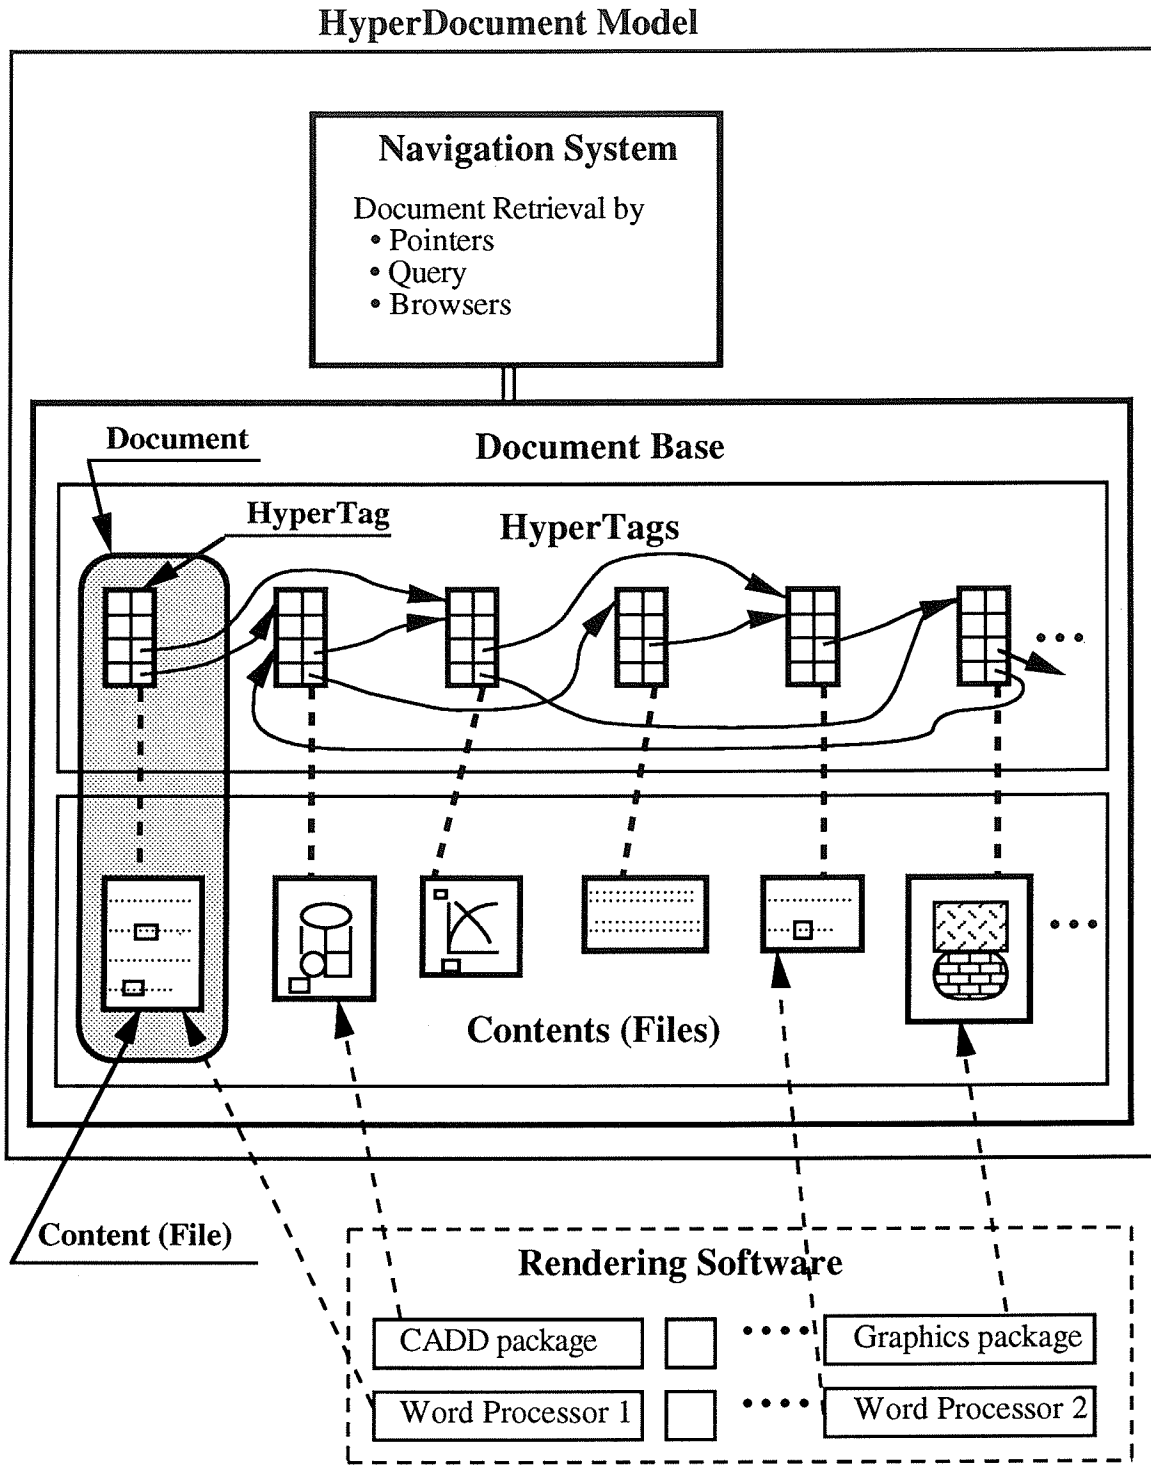 HyperDocument Model
Navigation System
Document Retrieval by
• Pointers
• Query
• Browsers
Document
Document Base
HyperTag
HyperTags
Contents (Files)
Content (File)
Rendering Software
CADD package
Graphics package
Word Processor 1
Word Processor 2